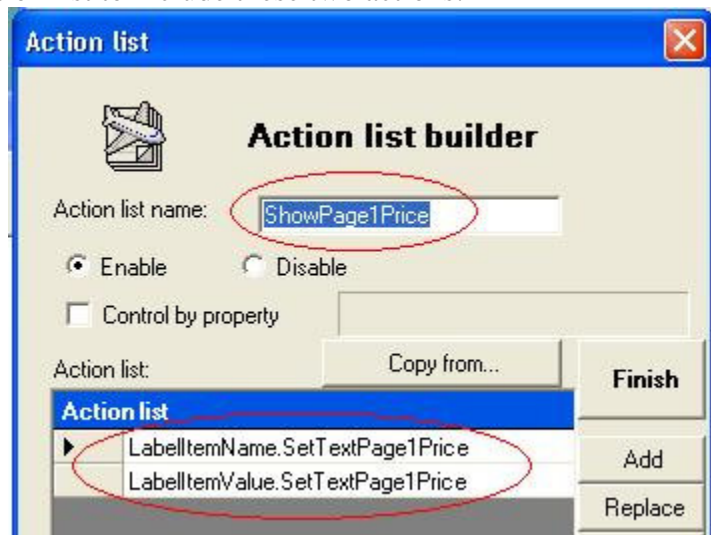 Action list
Action list builder
Action list name: ShowPage1Price
Enable Disable
Control by property
Action list: Copy from... Finish
Action list
LabelItemName.SetTextPage1Price
LabelItemValue.SetTextPage1Price
Add
Replace